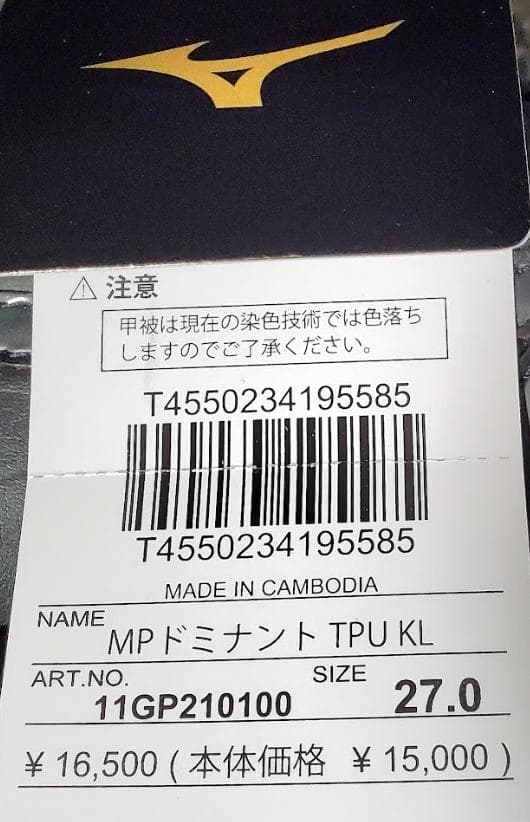 ⚠ 注意
甲被は現在の染色技術では色落ち
しますのでご了承ください。
T4550234195585
T4550234195585
MADE IN CAMBODIA
NAME MPドミナント TPU KL
ART.NO. 11GP210100 SIZE 27.0
¥ 16,500 ( 本体価格 ¥ 15,000 )